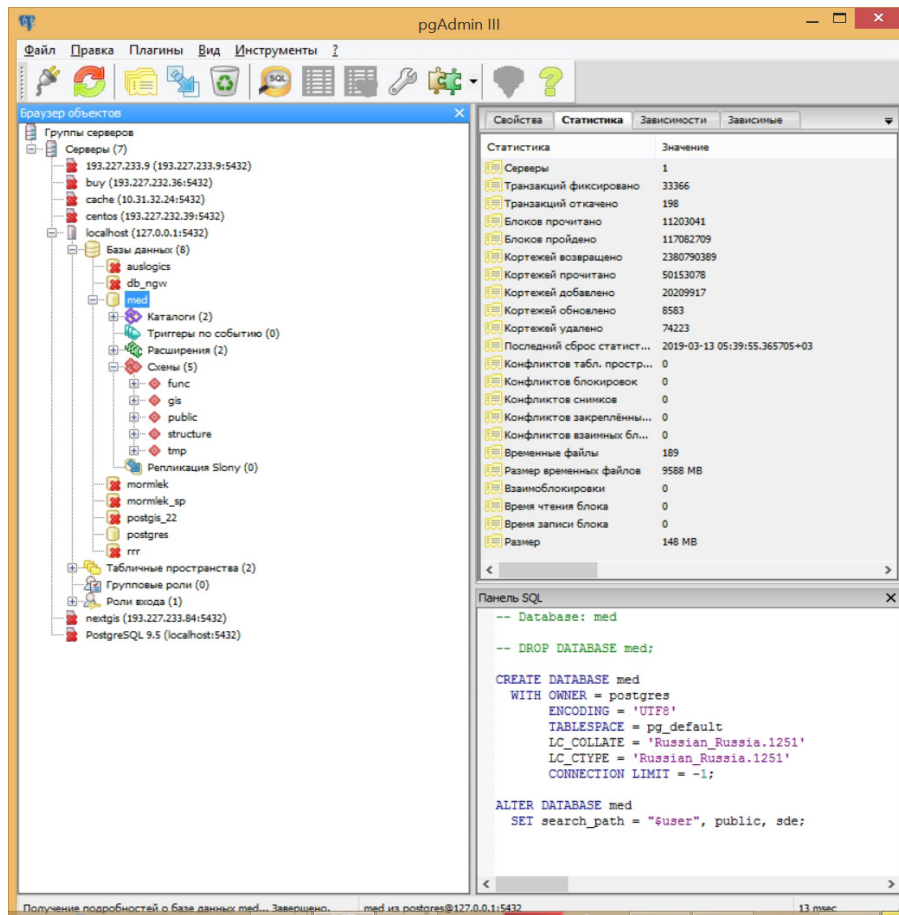 pgAdmin III
Файл Правка Плагины Вид Инструменты ?
SQL
Браузер объектов
Группы серверов
Серверы (7)
193.227.233.9 (193.227.233.9:5432)
buy (193.227.232.36:5432)
cache (10.31.32.24:5432)
centos (193.227.232.39:5432)
localhost (127.0.0.1:5432)
Базы данных (8)
auslogics
db_ngw
med
Каталоги (2)
Триггеры по событию (0)
Расширения (2)
Схемы (5)
func
gis
public
structure
tmp
Репликация Slony (0)
mormlek
mormlek_sp
postgis_22
postgres
rrr
Табличные пространства (2)
Групповые роли (0)
Роли входа (1)
nextgis (193.227.233.84:5432)
PostgreSQL 9.5 (localhost:5432)
Свойства Статистика Зависимости Зависимые
Статистика Значение
Серверы 1
Транзакций фиксировано 33366
Транзакций откачено 198
Блоков прочитано 11203041
Блоков пройдено 117082709
Кортежей возвращено 2380790389
Кортежей прочитано 50153078
Кортежей добавлено 20209917
Кортежей обновлено 8583
Кортежей удалено 74223
Последний сброс статист... 2019-03-13 05:39:55.365705+03
Конфликтов табл. простр... 0
Конфликтов блокировок 0
Конфликтов снимков 0
Конфликтов закреплённы... 0
Конфликтов взаимных бл... 0
Временные файлы 189
Размер временных файлов 9588 MB
Взаимоблокировки 0
Время чтения блока 0
Время записи блока 0
Размер 148 MB
Панель SQL
-- Database: med
-- DROP DATABASE med;
CREATE DATABASE med
WITH OWNER = postgres
ENCODING = 'UTF8'
TABLESPACE = pg_default
LC_COLLATE = 'Russian_Russia.1251'
LC_CTYPE = 'Russian_Russia.1251'
CONNECTION LIMIT = -1;
ALTER DATABASE med
SET search_path = "$user", public, sde;
Получение подробностей о базе данных med... Завершено. med из postgres@127.0.0.1:5432 13 msec